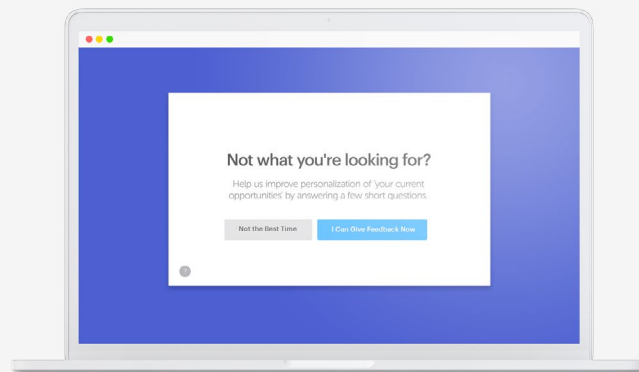 Not what you're looking for?
Help us improve personalization of 'your current
opportunities' by answering a few short questions.
Not the Best Time
I Can Give Feedback Now
?